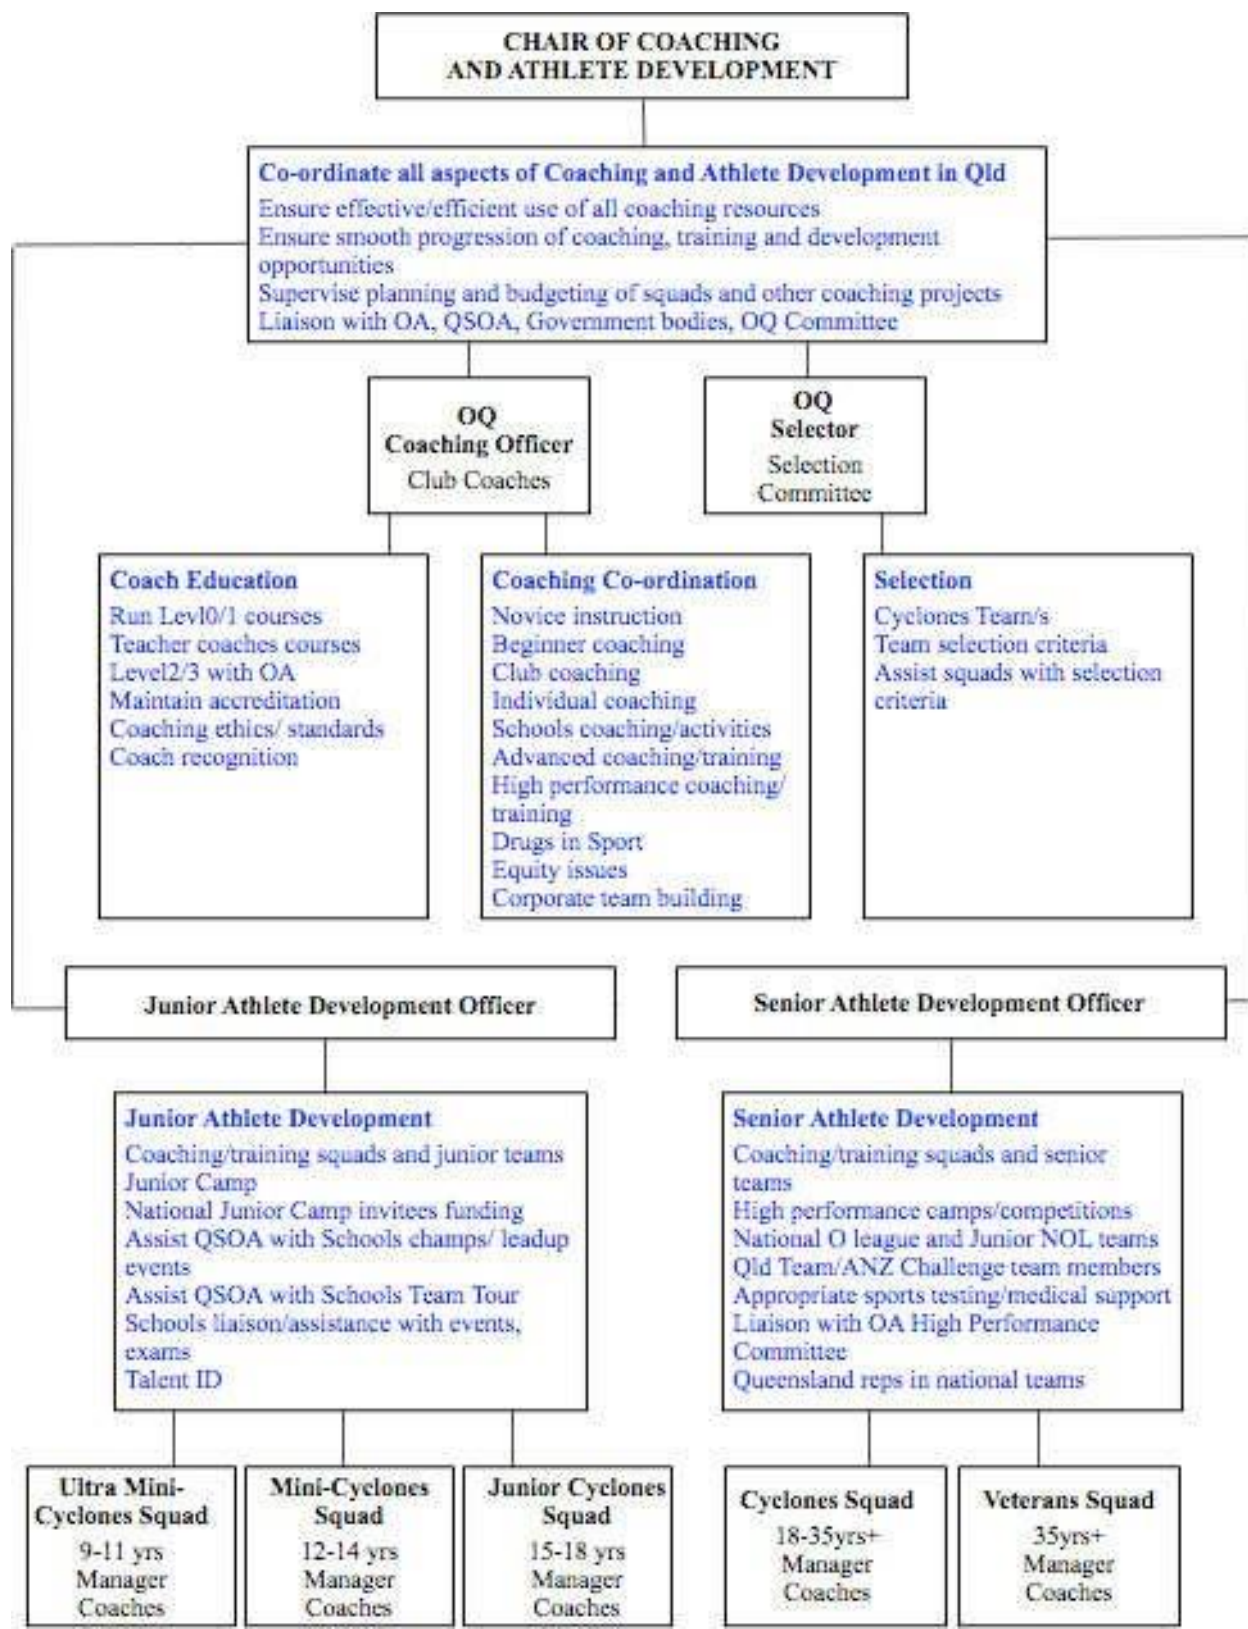 CHAIR OF COACHING
AND ATHLETE DEVELOPMENT
Co-ordinate all aspects of Coaching and Athlete Development in Qld
Ensure effective/efficient use of all coaching resources
Ensure smooth progression of coaching, training and development
opportunities
Supervise planning and budgeting of squads and other coaching projects
Liaison with OA, QSOA, Government bodies, OQ Committee
OQ
Coaching Officer
Club Coaches
OQ
Selector
Selection
Committee
Coach Education
Run Levl0/1 courses
Teacher coaches courses
Level2/3 with OA
Maintain accreditation
Coaching ethics/ standards
Coach recognition
Coaching Co-ordination
Novice instruction
Beginner coaching
Club coaching
Individual coaching
Schools coaching/activities
Advanced coaching/training
High performance coaching/
training
Drugs in Sport
Equity issues
Corporate team building
Selection
Cyclones Team/s
Team selection criteria
Assist squads with selection
criteria
Junior Athlete Development Officer
Senior Athlete Development Officer
Junior Athlete Development
Coaching/training squads and junior teams
Junior Camp
National Junior Camp invitees funding
Assist QSOA with Schools champs/ leadup
events
Assist QSOA with Schools Team Tour
Schools liaison/assistance with events,
exams
Talent ID
Senior Athlete Development
Coaching/training squads and senior
teams
High performance camps/competitions
National O league and Junior NOL teams
Qld Team/ANZ Challenge team members
Appropriate sports testing/medical support
Liaison with OA High Performance
Committee
Queensland reps in national teams
Ultra Mini-
Cyclones Squad
9-11 yrs
Manager
Coaches
Mini-Cyclones
Squad
12-14 yrs
Manager
Coaches
Junior Cyclones
Squad
15-18 yrs
Manager
Coaches
Cyclones Squad
18-35yrs+
Manager
Coaches
Veterans Squad
35yrs+
Manager
Coaches